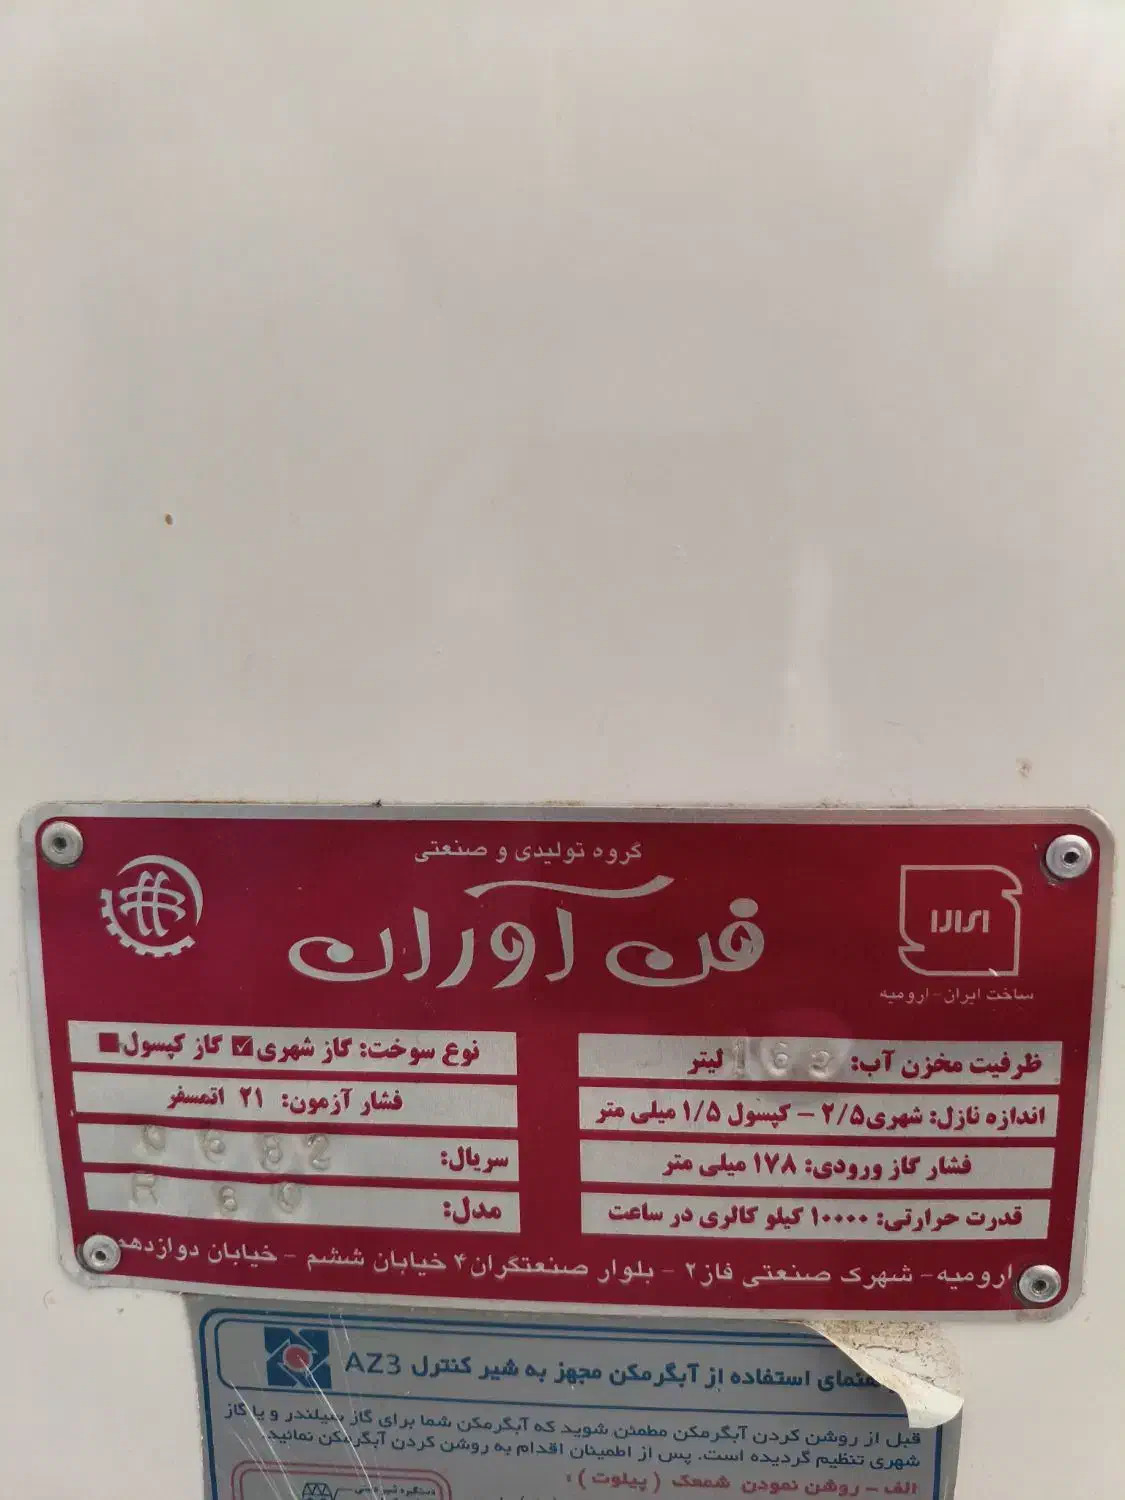 گروه تولیدی و صنعتی
فن آوران
ساخت ایران - ارومیه
ظرفیت مخزن آب: لیتر
اندازه نازل: شهری ۲/۵ – کپسول ۱/۵ میلی متر
فشار گاز ورودی: ۱۷۸ میلی متر
قدرت حرارتی: ۱۰۰۰۰ کیلو کالری در ساعت
نوع سوخت: گاز شهری ☑ گاز کپسول ■
فشار آزمون: ۲۱ اتمسفر
سریال:
مدل: R 60
ارومیه - شهرک صنعتی فاز۲ - بلوار صنعتگران ۴ خیابان ششم - خیابان دوازدهم
استفاده از آبگرمکن مجهز به شیر کنترل AZ3
قبل از روشن کردن آبگرمکن مطمئن شوید که آبگرمکن شما برای گاز سیلندر و یا گاز
شهری تنظیم گردیده است. پس از اطمینان اقدام به روشن کردن آبگرمکن نمائید.
الف - روشن نمودن شمعک ( پیلوت ) :